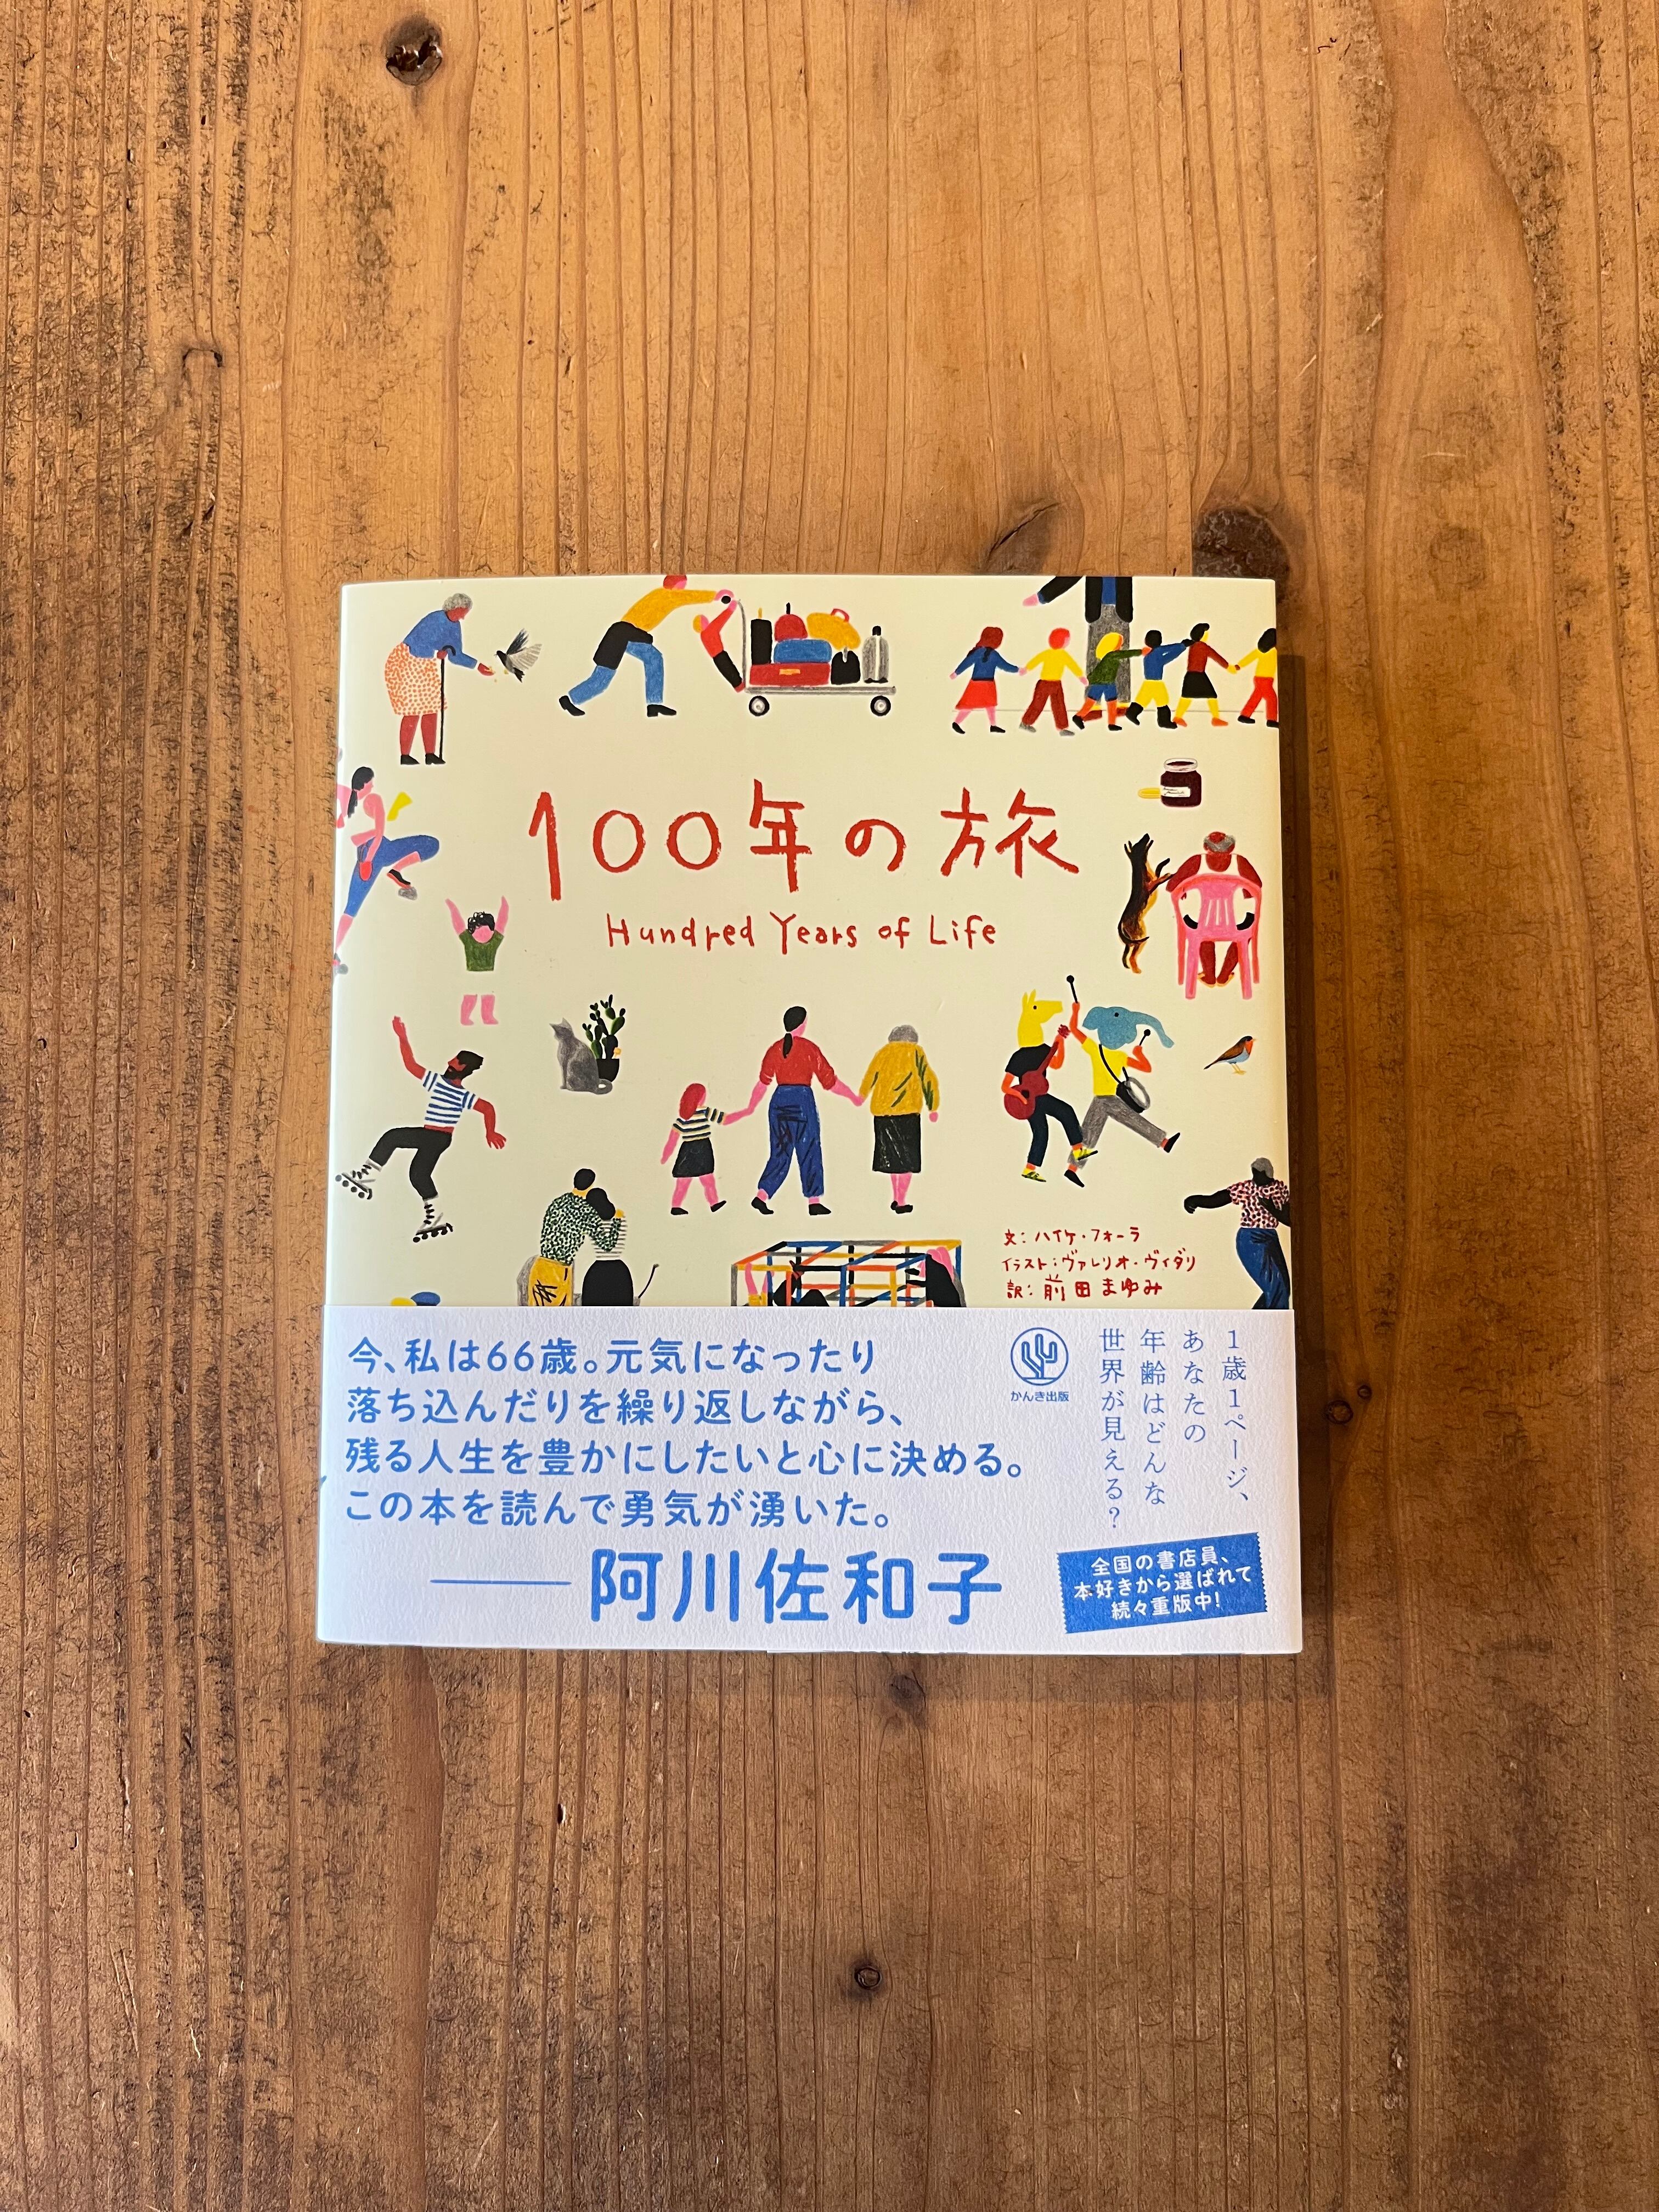 100年の旅
Hundred Years of Life
文:ハイケ・フォーラ
イラスト:ヴァレリオ・ヴィダリ
訳:前田まゆみ
今、私は66歳。元気になったり
落ち込んだりを繰り返しながら、
残る人生を豊かにしたいと心に決める。
この本を読んで勇気が湧いた。
――阿川佐和子
かんき出版
1歳1ページ、
あなたの
年齢はどんな
世界が見える?
全国の書店員、
本好きから選ばれて
続々重版中!